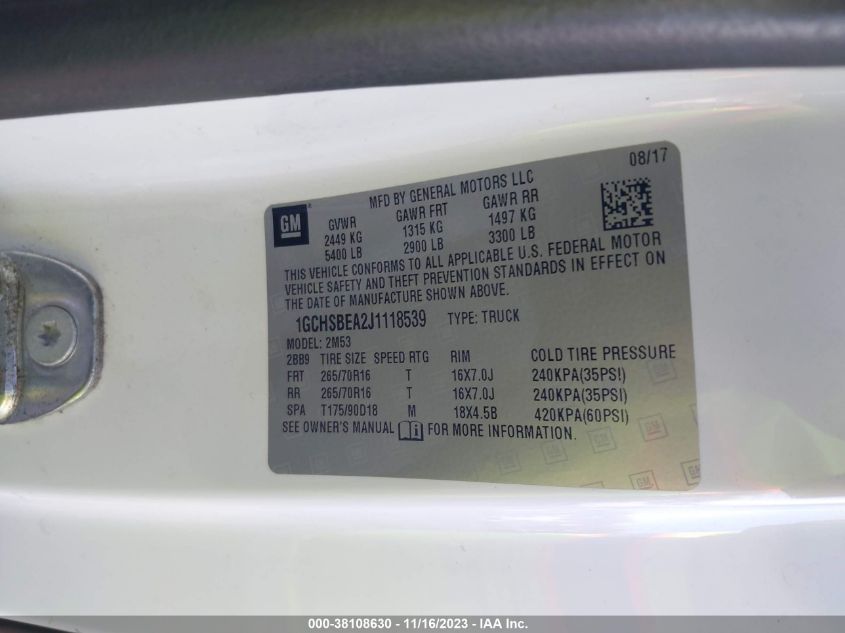 08/17
MFD BY GENERAL MOTORS LLC
GM
GVWR GAWR FRT GAWR RR
2449 KG 1315 KG 1497 KG
5400 LB 2900 LB 3300 LB
THIS VEHICLE CONFORMS TO ALL APPLICABLE U.S. FEDERAL MOTOR
VEHICLE SAFETY AND THEFT PREVENTION STANDARDS IN EFFECT ON
THE DATE OF MANUFACTURE SHOWN ABOVE.
1GCHSBEA2J1118539 TYPE: TRUCK
MODEL: 2M53
2BB9 TIRE SIZE SPEED RTG RIM COLD TIRE PRESSURE
FRT 265/70R16 T 16X7.0J 240KPA(35PSI)
RR 265/70R16 T 16X7.0J 240KPA(35PSI)
SPA T175/90D18 M 18X4.5B 420KPA(60PSI)
SEE OWNER'S MANUAL FOR MORE INFORMATION.
000-38108630 - 11/16/2023 - IAA Inc.